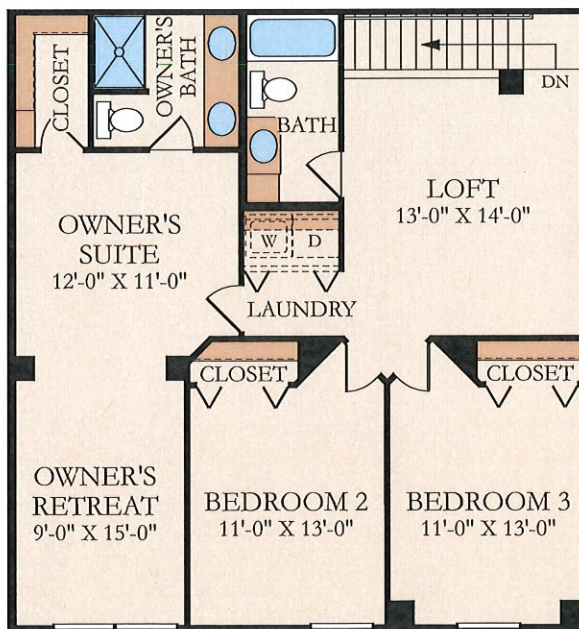 CLOSET
OWNER'S
BATH
BATH
DN
LOFT
13'-0" X 14'-0"
OWNER'S
SUITE
12'-0" X 11'-0"
W
D
LAUNDRY
CLOSET
CLOSET
OWNER'S
RETREAT
9'-0" X 15'-0"
BEDROOM 2
11'-0" X 13'-0"
BEDROOM 3
11'-0" X 13'-0"